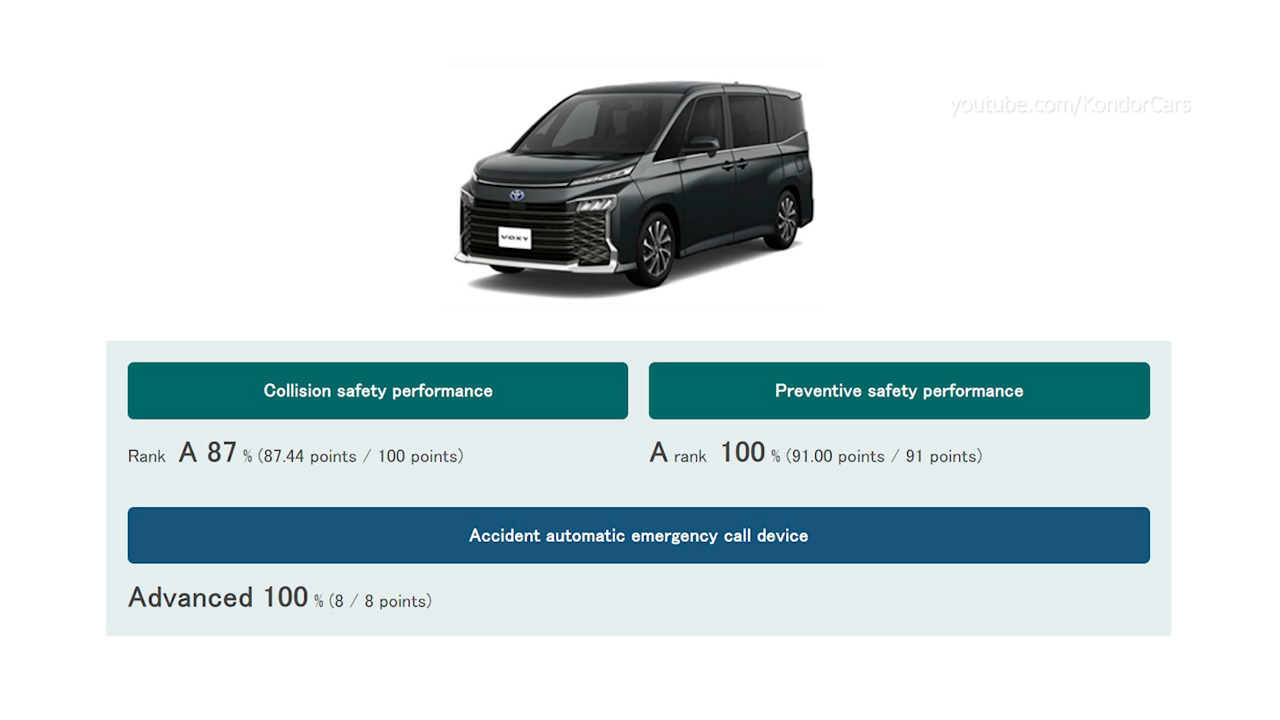 youtube.com/KondorCars
VOXY
Collision safety performance
Preventive safety performance
Rank A 87 % (87.44 points / 100 points)
A rank 100 % (91.00 points / 91 points)
Accident automatic emergency call device
Advanced 100 % (8 / 8 points)